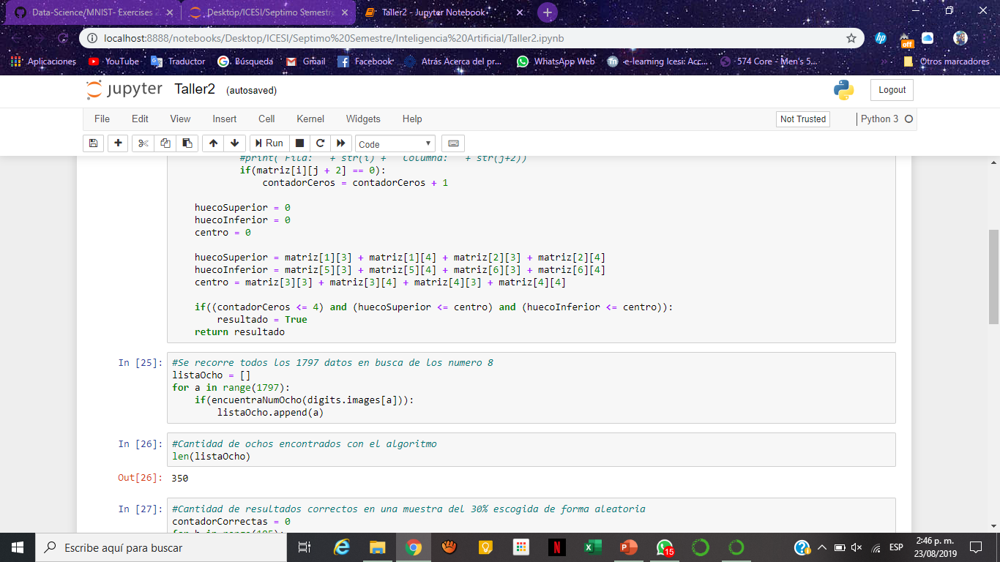 Data-Science/MNIST- Exercises 2.
Desktop/ICESI/Septimo Semestre
Taller2 - Jupyter Notebook
localhost:8888/notebooks/Desktop/ICESI/Septimo%20Semestre/Inteligencia%20Artificial/Taller2.ipynb
hp
off
Aplicaciones
YouTube
Traductor
Búsqueda
Gmail
Facebook
Atrás Acerca del pr...
WhatsApp Web
e-learning Icesi: Acc...
574 Core - Men's 5...
Otros marcadores
jupyter Taller2 (autosaved)
Logout
File Edit View Insert Cell Kernel Widgets Help
Not Trusted
Python 3
Run
Code
#print( Fila: + str(i) + Columna: + str(j+2))
if(matriz[i][j + 2] == 0):
contadorCeros = contadorCeros + 1
huecoSuperior = 0
huecoInferior = 0
centro = 0
huecoSuperior = matriz[1][3] + matriz[1][4] + matriz[2][3] + matriz[2][4]
huecoInferior = matriz[5][3] + matriz[5][4] + matriz[6][3] + matriz[6][4]
centro = matriz[3][3] + matriz[3][4] + matriz[4][3] + matriz[4][4]
if((contadorCeros <= 4) and (huecoSuperior <= centro) and (huecoInferior <= centro)):
resultado = True
return resultado
In [25]:
#Se recorre todos los 1797 datos en busca de los numero 8
listaOcho = []
for a in range(1797):
if(encuentraNumOcho(digits.images[a])):
listaOcho.append(a)
In [26]:
#Cantidad de ochos encontrados con el algoritmo
len(listaOcho)
Out[26]: 350
In [27]:
#Cantidad de resultados correctos en una muestra del 30% escogida de forma aleatoria
contadorCorrectas = 0
Escribe aquí para buscar
15
ESP
2:46 p. m.
23/08/2019